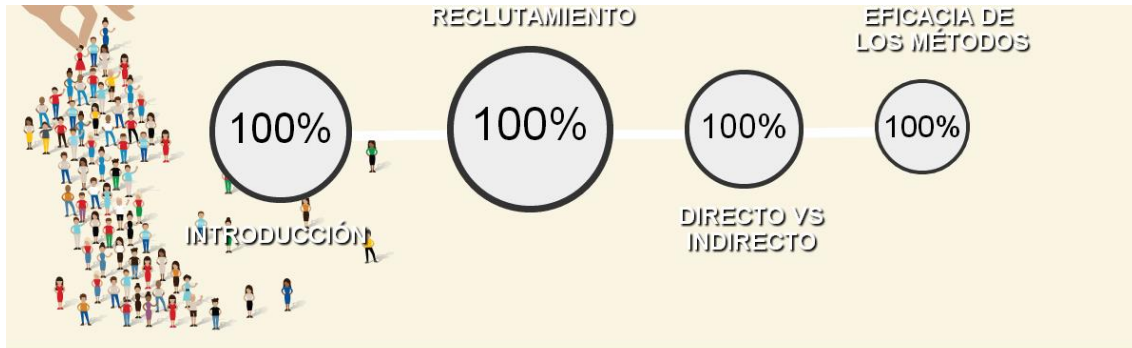 RECLUTAMIENTO
EFICACIA DE
LOS MÉTODOS
100%
100%
100%
100%
INTRODUCCIÓN
DIRECTO VS
INDIRECTO